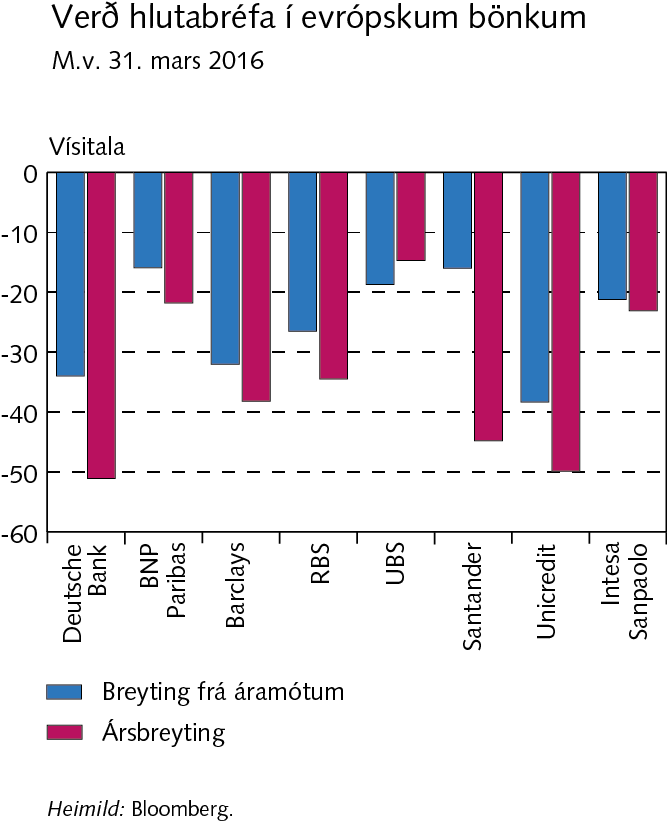 Verð hlutabréfa í evrópskum bönkum
M.v. 31. mars 2016
Vísitala
0
-10
-20
-30
-40
-50
-60
Deutsche
Bank
BNP
Paribas
Barclays
RBS
UBS
Santander
Unicredit
Intesa
Sanpaolo
Breyting frá áramótum
Ársbreyting
Heimild: Bloomberg.